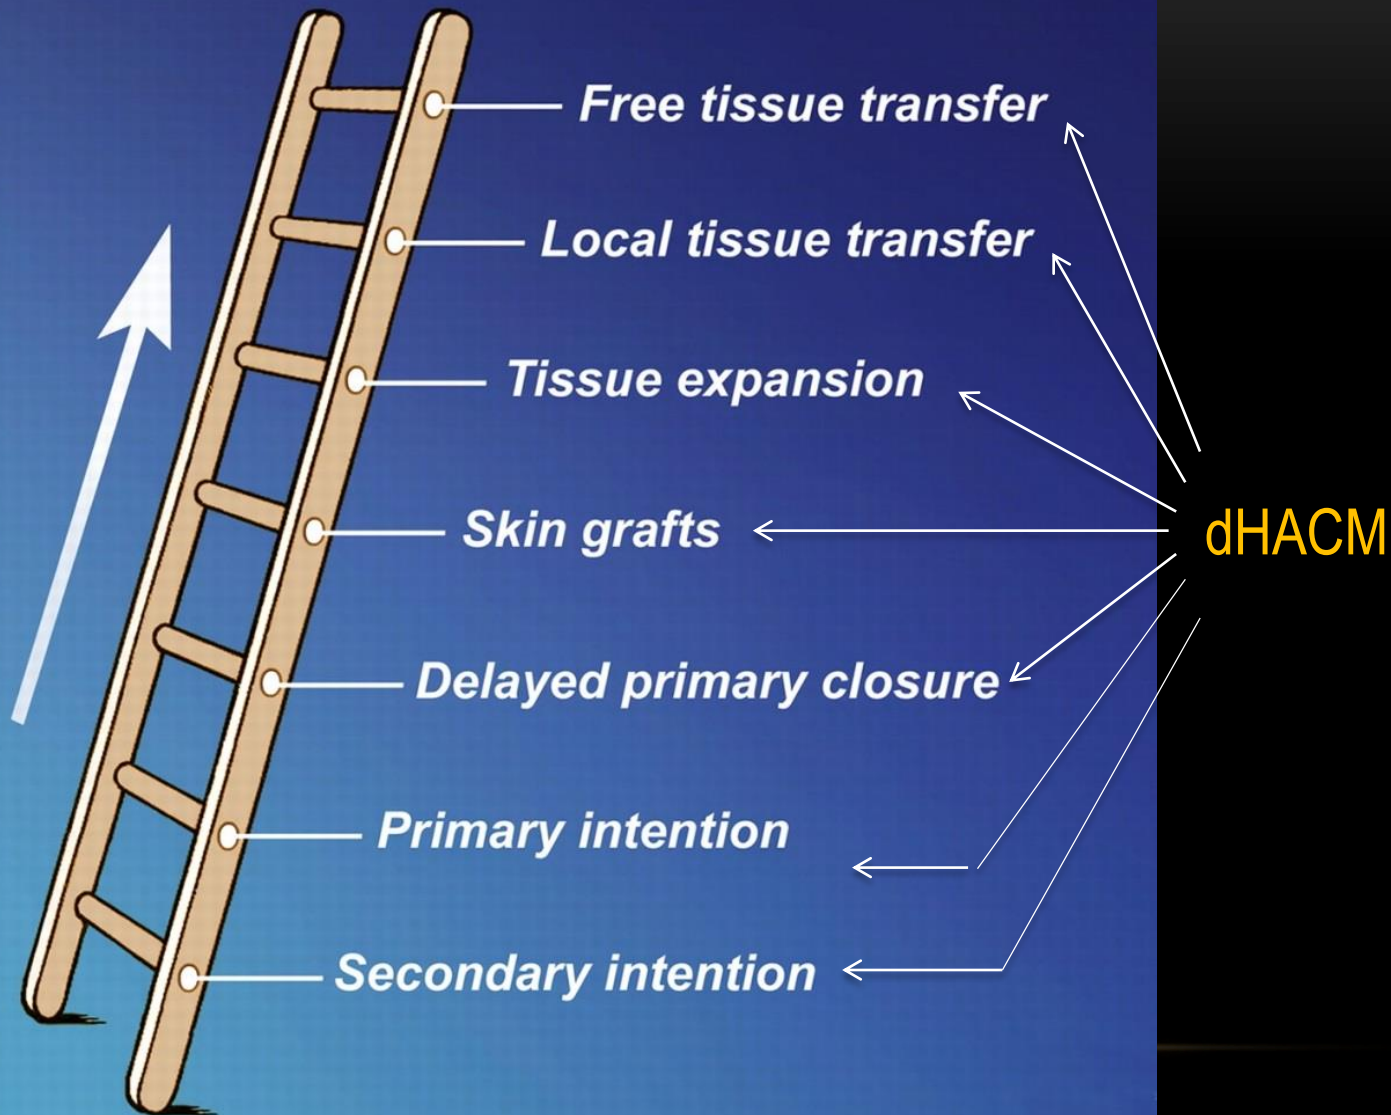 Free tissue transfer
Local tissue transfer
Tissue expansion
Skin grafts
dHACM
Delayed primary closure
Primary intention
Secondary intention